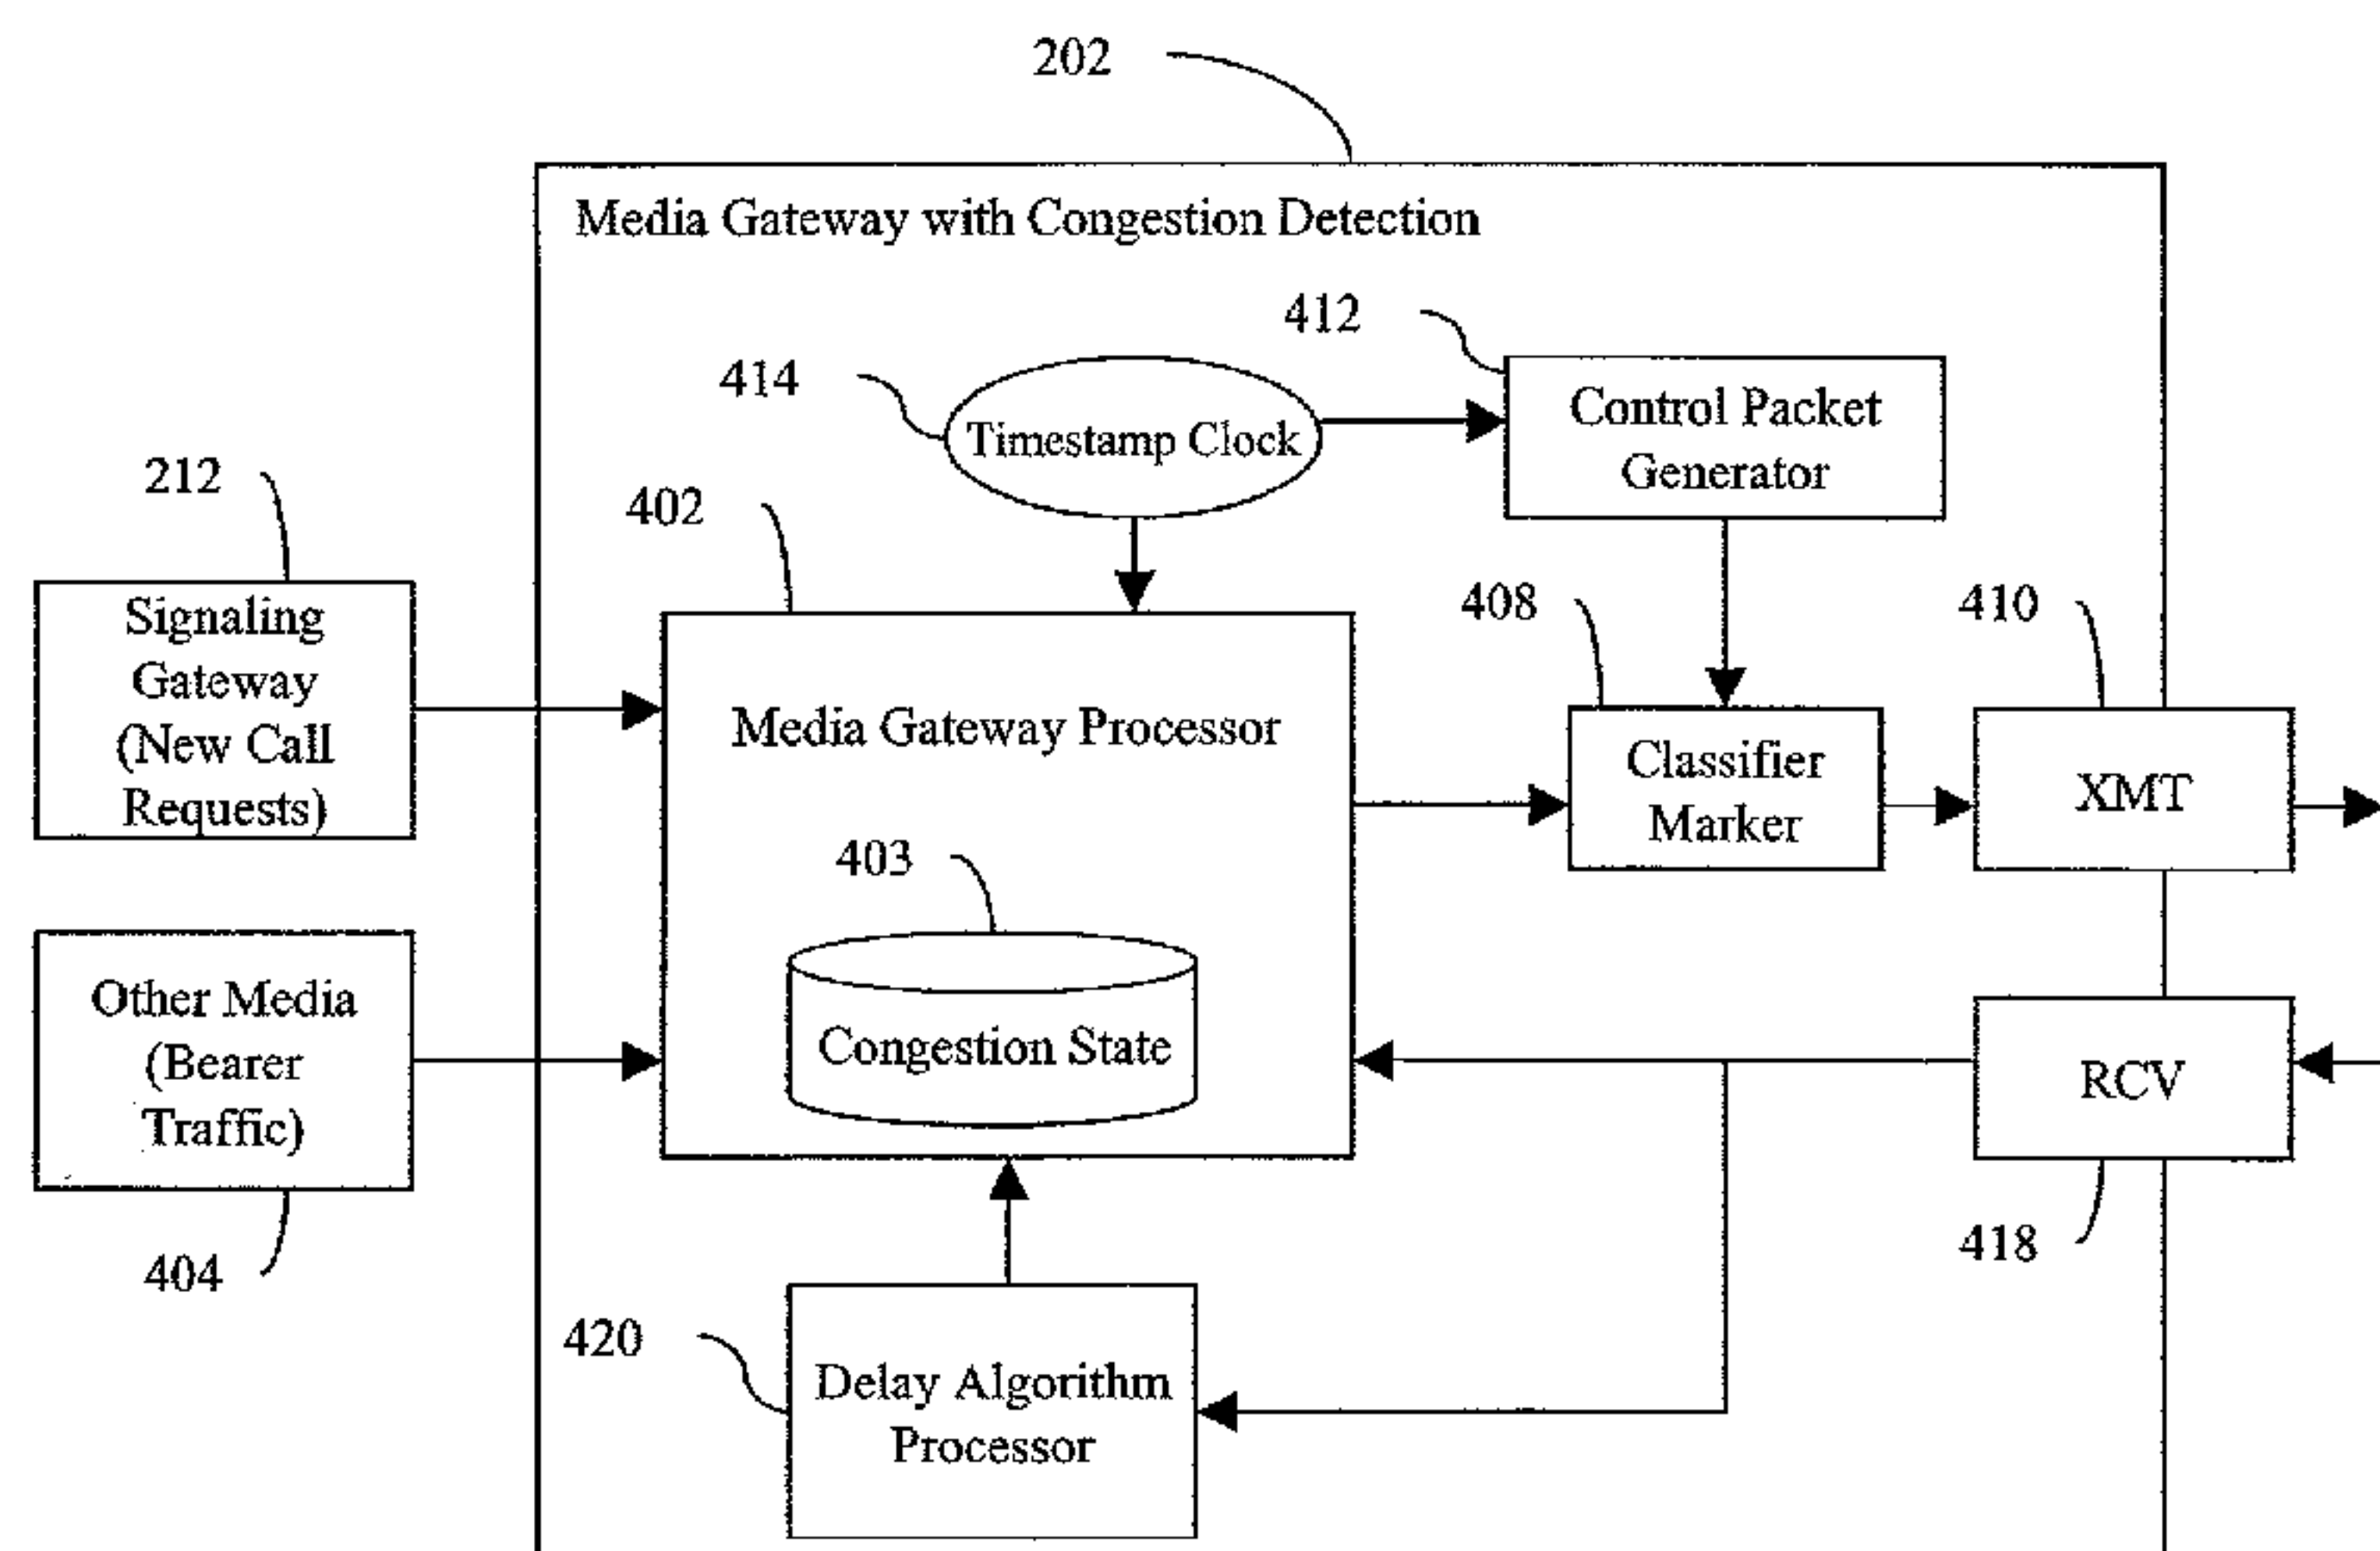 202
Media Gateway with Congestion Detection
412
414
Timestamp Clock
Control Packet
Generator
212
402
408
410
Signaling
Gateway
(New Call
Requests)
Media Gateway Processor
Classifier
Marker
XMT
403
Other Media
(Bearer
Traffic)
Congestion State
RCV
404
418
420
Delay Algorithm
Processor